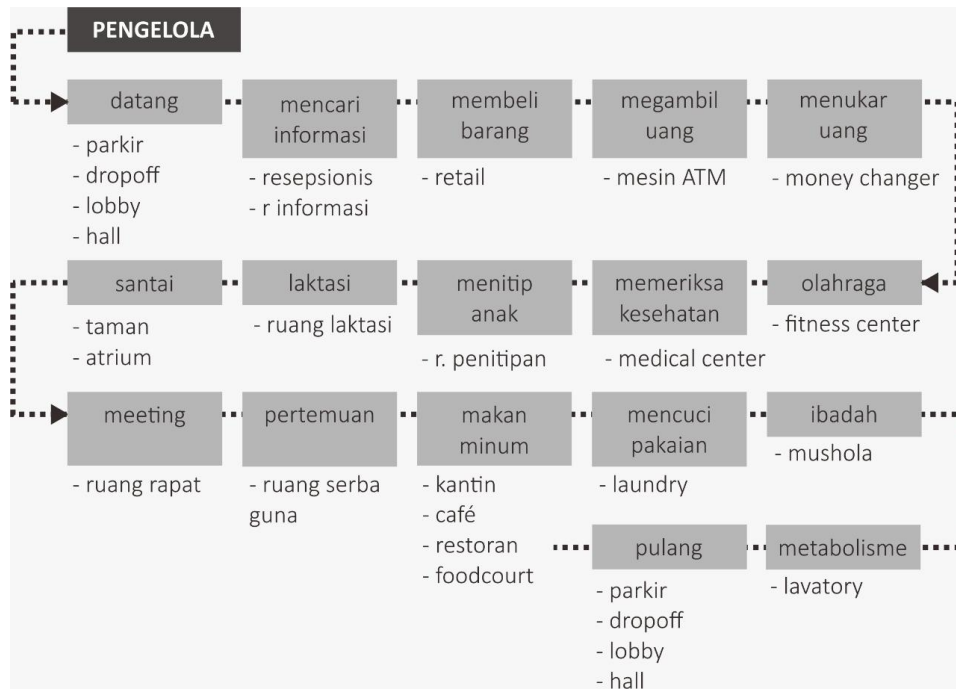 PENGELOLA
datang
- parkir
- dropoff
- lobby
- hall
mencari
informasi
- resepsionis
- r informasi
membeli
barang
- retail
megambil
uang
- mesin ATM
menukar
uang
- money changer
santai
- taman
- atrium
laktasi
- ruang laktasi
menitip
anak
- r. penitipan
memeriksa
kesehatan
- medical center
olahraga
- fitness center
meeting
- ruang rapat
pertemuan
- ruang serba
guna
makan
minum
- kantin
- café
- restoran
- foodcourt
mencuci
pakaian
- laundry
ibadah
- mushola
pulang
- parkir
- dropoff
- lobby
- hall
metabolisme
- lavatory